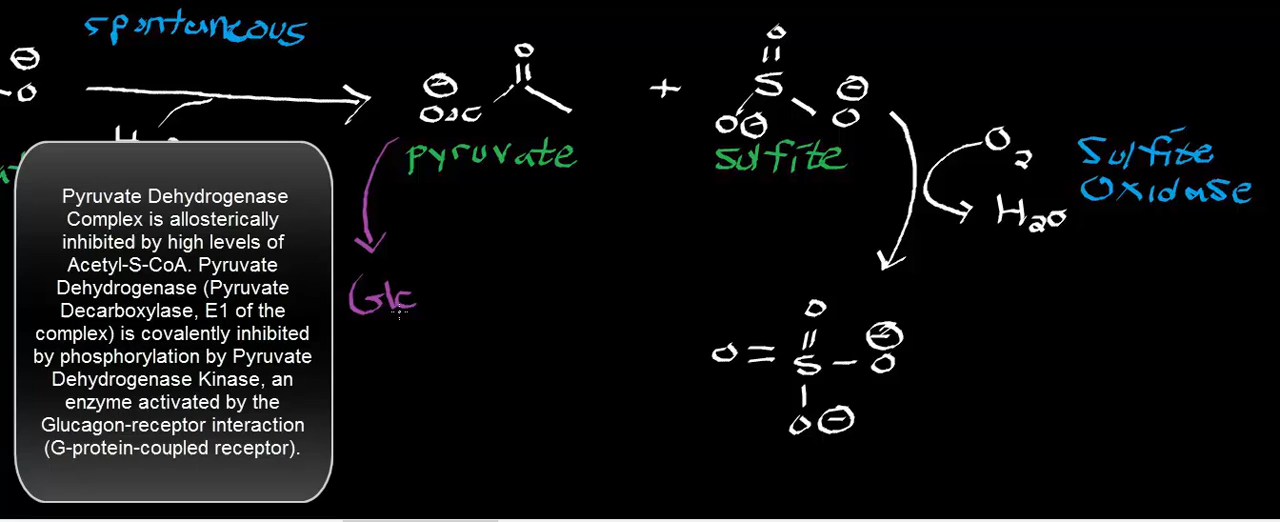 spontaneous
⊖
O
O
||
⊖
OOC
pyruvate
+
O
||
S
⊖
O
O⊖
sulfite
O2
H2O
Sulfite
Oxidase
Pyruvate Dehydrogenase
Complex is allosterically
inhibited by high levels of
Acetyl-S-CoA. Pyruvate
Dehydrogenase (Pyruvate
Decarboxylase, E1 of the
complex) is covalently inhibited
by phosphorylation by Pyruvate
Dehydrogenase Kinase, an
enzyme activated by the
Glucagon-receptor interaction
(G-protein-coupled receptor).
Glc
O
||
O=S-O
⊖
O⊖